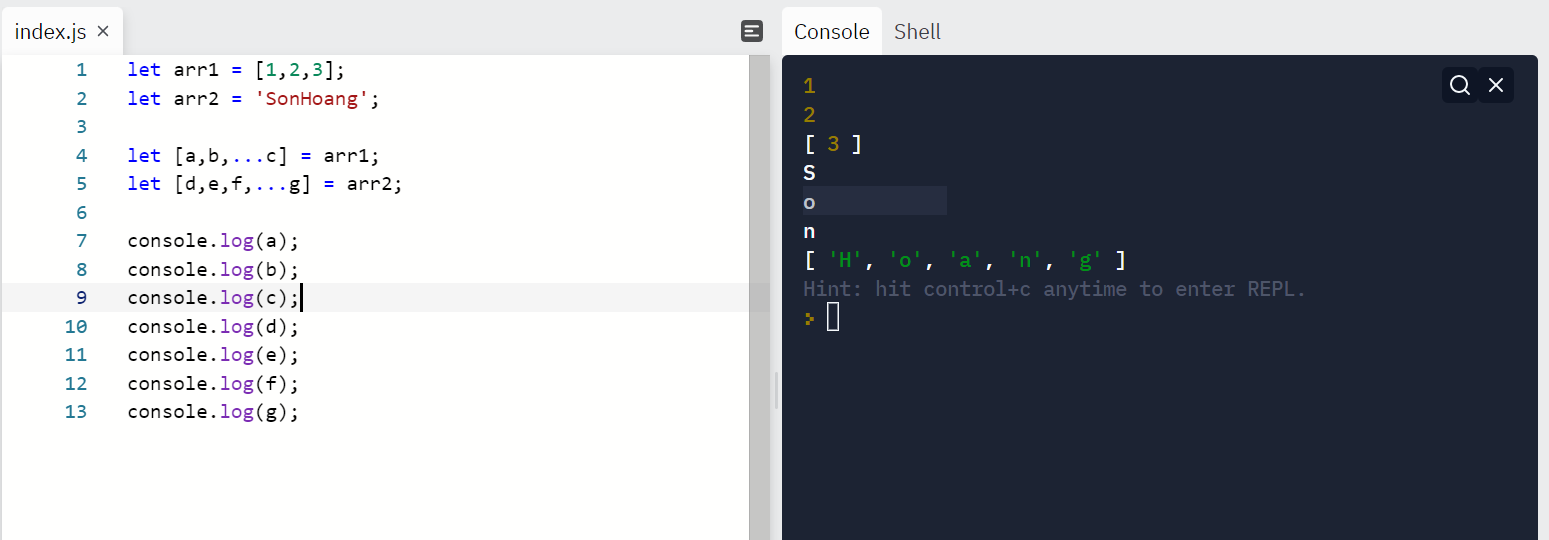 index.js ×
1 let arr1 = [1,2,3];
2 let arr2 = 'SonHoang';
3
4 let [a,b,...c] = arr1;
5 let [d,e,f,...g] = arr2;
6
7 console.log(a);
8 console.log(b);
9 console.log(c);
10 console.log(d);
11 console.log(e);
12 console.log(f);
13 console.log(g);
Console Shell
1
2
[ 3 ]
S
o
n
[ 'H', 'o', 'a', 'n', 'g' ]
Hint: hit control+c anytime to enter REPL.